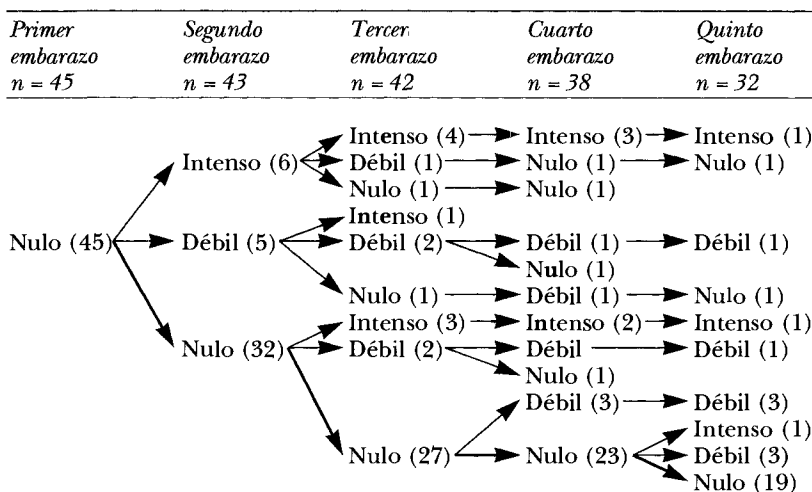 Primer Segundo Tercer Cuarto Quinto
embarazo embarazo embarazo embarazo embarazo
n = 45 n = 43 n = 42 n = 38 n = 32
Intenso (4) Intenso (3) Intenso (1)
Intenso (6) Débil (1) Nulo (1) Nulo (1)
Nulo (1) Nulo (1)
Intenso (1)
Nulo (45) Débil (5) Débil (2) Débil (1) Débil (1)
Nulo (1)
Nulo (1) Débil (1) Nulo (1)
Intenso (3) Intenso (2) Intenso (1)
Nulo (32) Débil (2) Débil Débil (1)
Nulo (1)
Débil (3) Débil (3)
Intenso (1)
Nulo (27) Nulo (23) Débil (3)
Nulo (19)